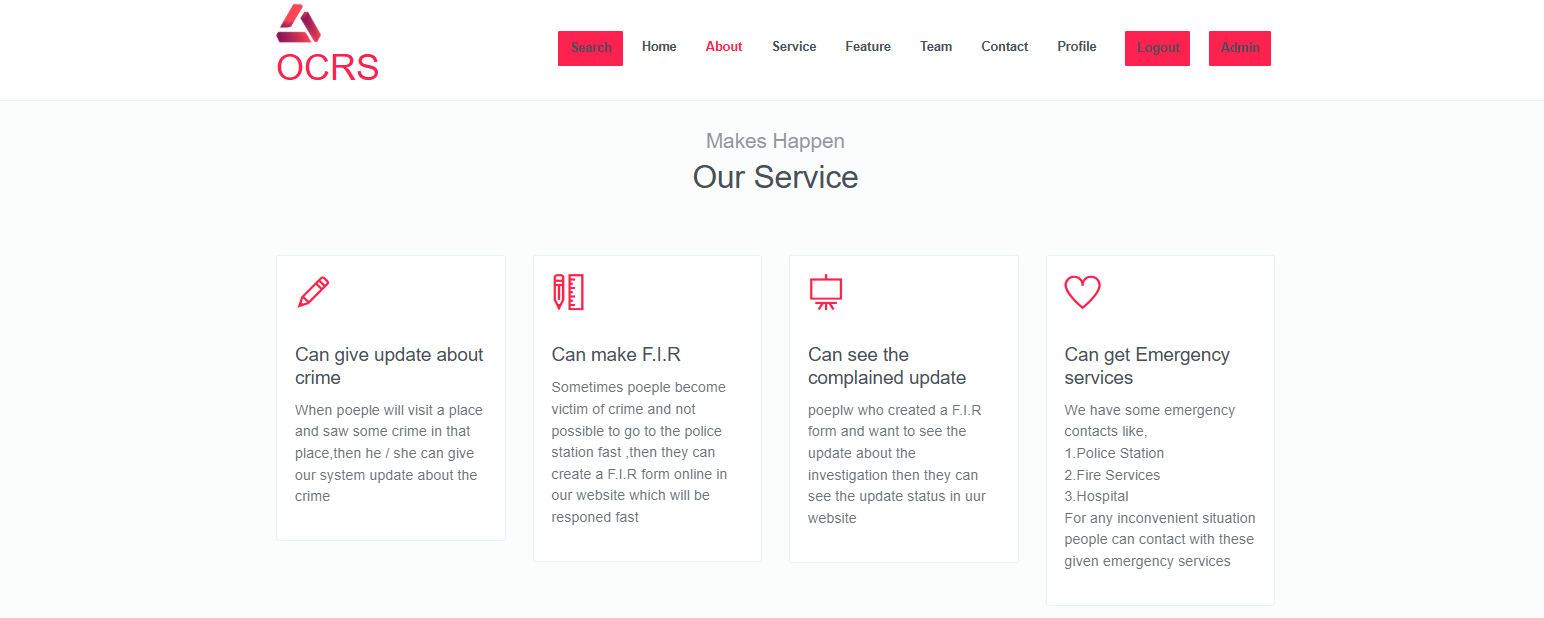 OCRS
Search Home About Service Feature Team Contact Profile Logout Admin
Makes Happen
Our Service
Can give update about
crime
When poeple will visit a place
and saw some crime in that
place,then he / she can give
our system update about the
crime
Can make F.I.R
Sometimes poeple become
victim of crime and not
possible to go to the police
station fast ,then they can
create a F.I.R form online in
our website which will be
responed fast
Can see the
complained update
poeplw who created a F.I.R
form and want to see the
update about the
investigation then they can
see the update status in uur
website
Can get Emergency
services
We have some emergency
contacts like,
1.Police Station
2.Fire Services
3.Hospital
For any inconvenient situation
people can contact with these
given emergency services